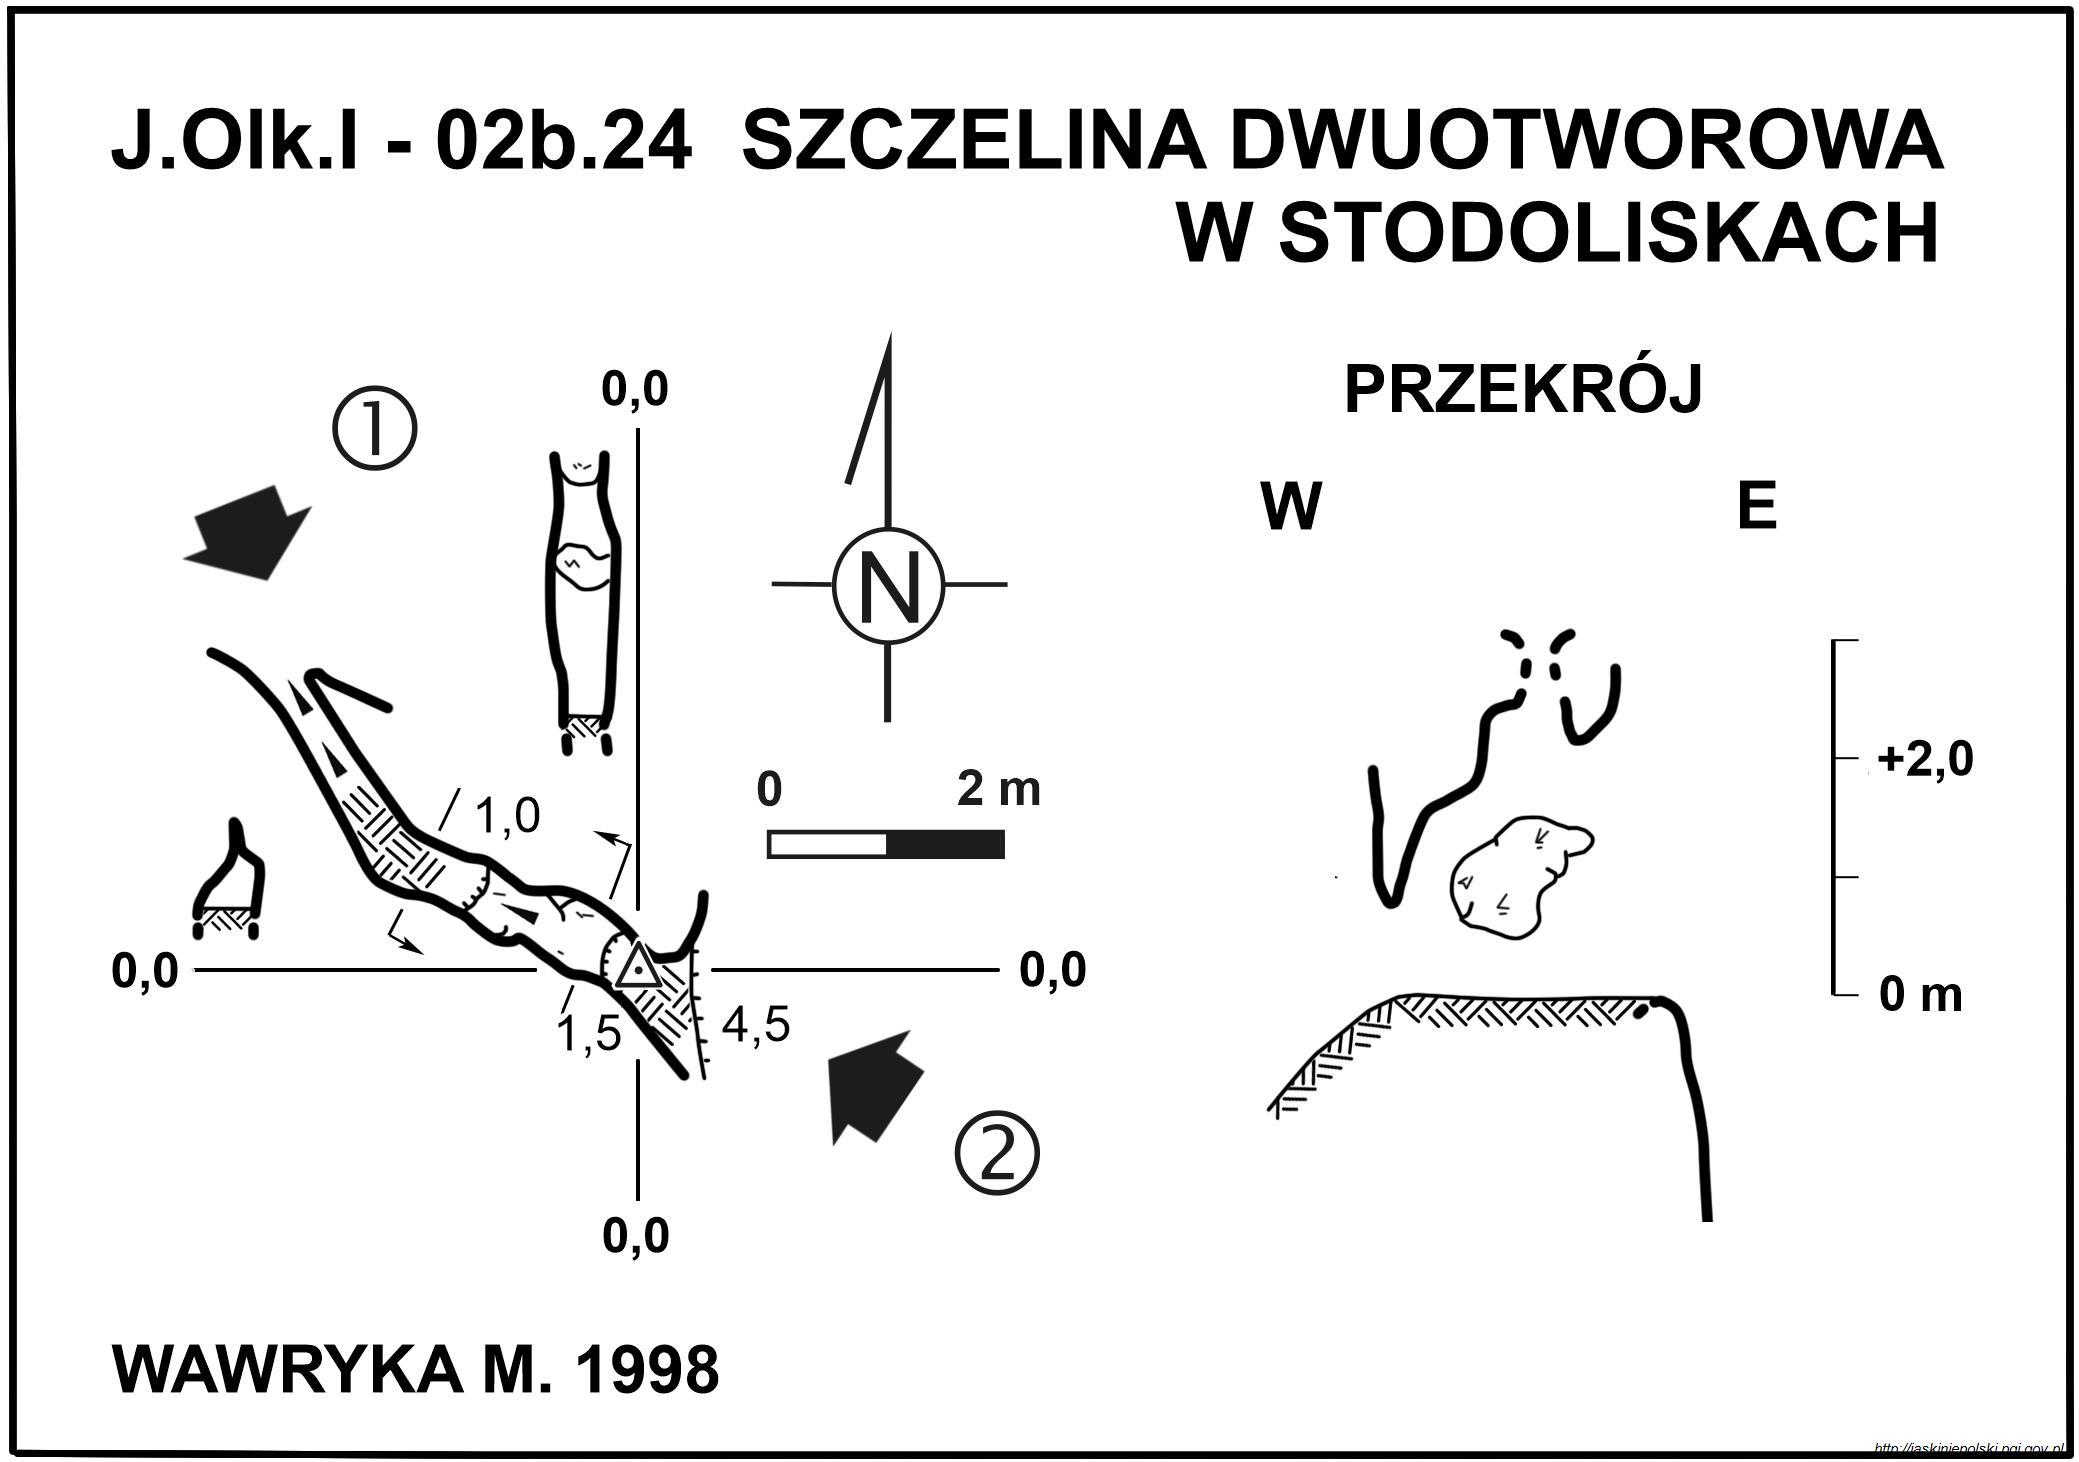 J.Olk.I - 02b.24 SZCZELINA DWUOTWOROWA
W STODOLISKACH
PRZEKRÓJ
W E
0,0
1
N
0 2 m
1,0
0,0 0,0
1,5 4,5
2
0,0
+2,0
0 m
WAWRYKA M. 1998
http://jaskiniepolski.pgi.gov.pl